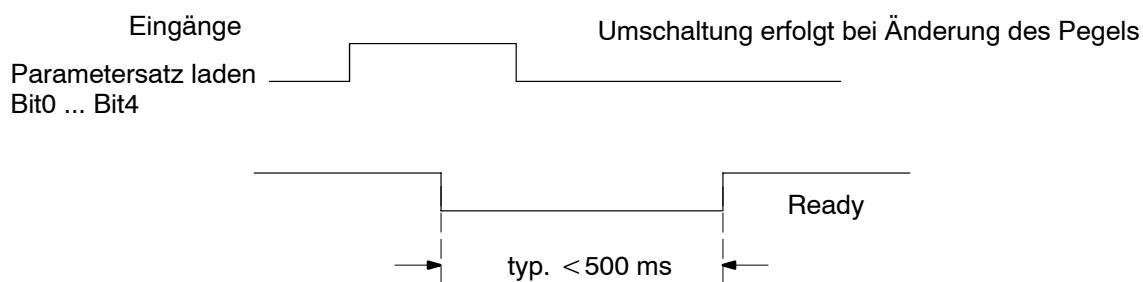 Eingänge
Umschaltung erfolgt bei Änderung des Pegels
Parametersatz laden
Bit0 ... Bit4
Ready
typ. < 500 ms